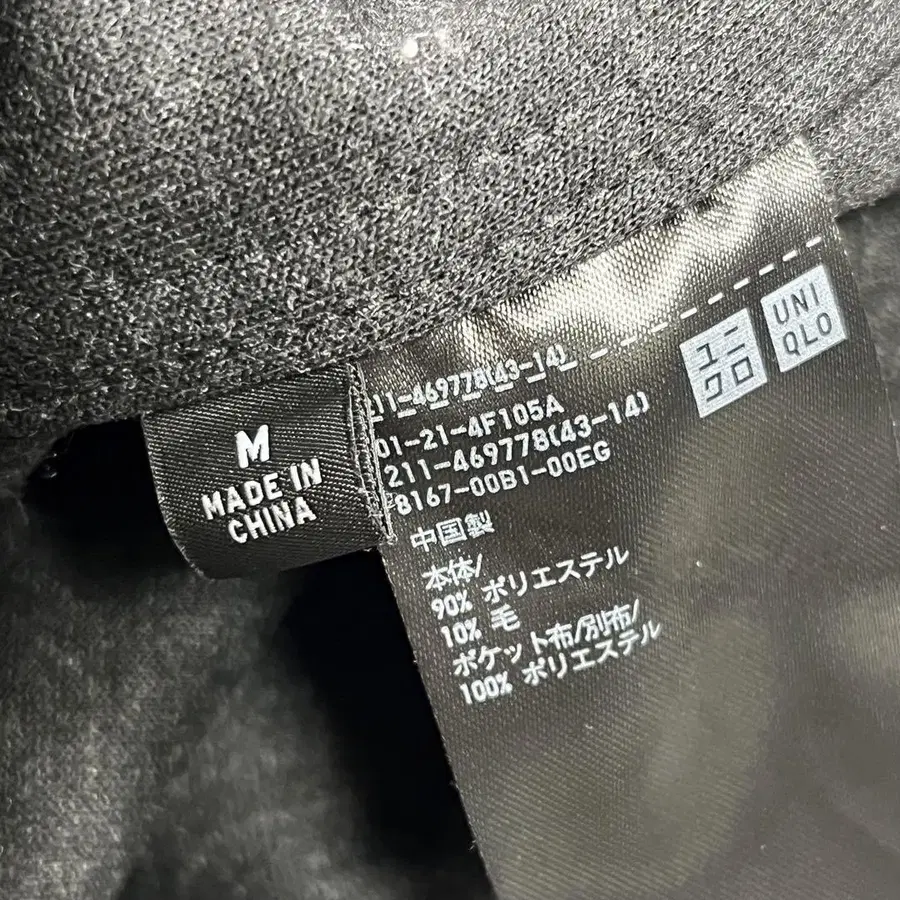 M
MADE IN
CHINA
211-469778(43-14)
01-21-4F105A
211-469778(43-14)
8167-00B1-00EG
中国製
本体/
90% ポリエステル
10% 毛
ポケット布/別布/
100% ポリエステル
ユニ
クロ
UNI
QLO